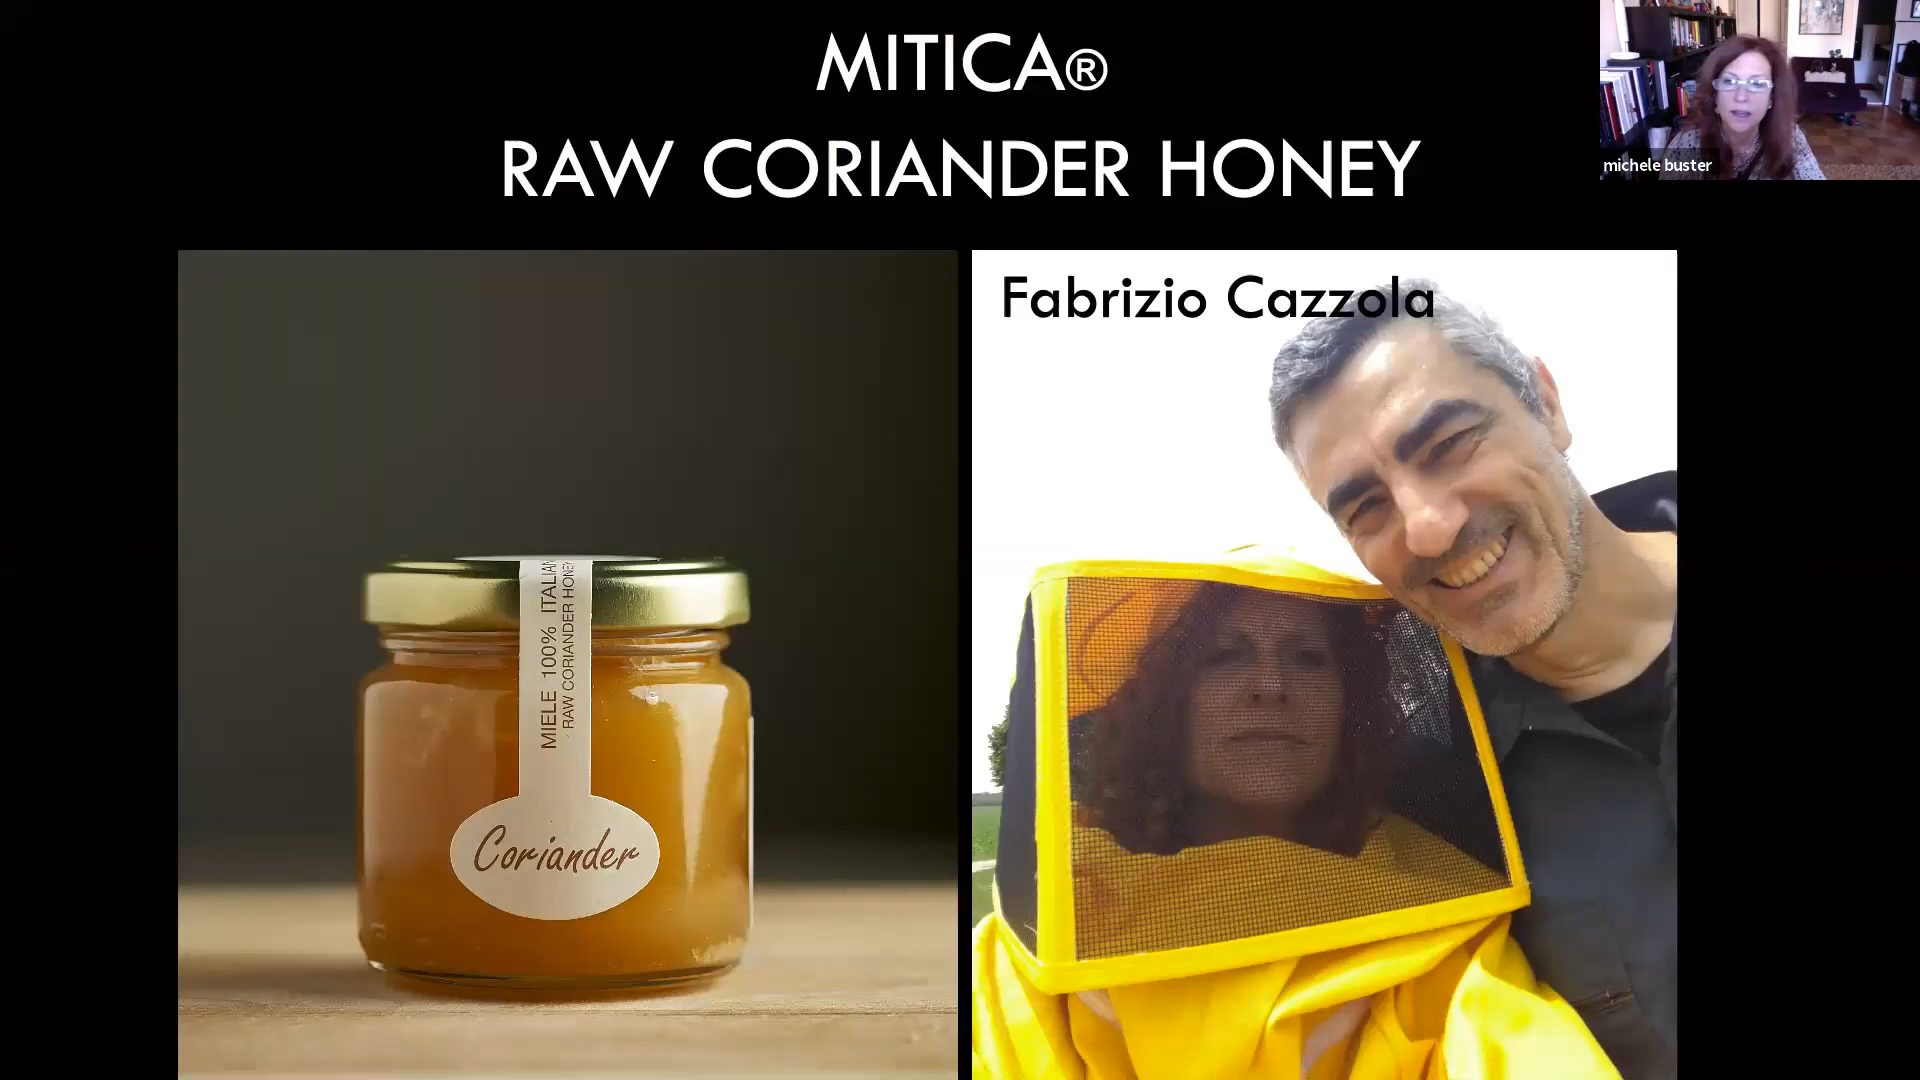 MITICA®
RAW CORIANDER HONEY
michele buster
Fabrizio Cazzola
MIELE 100% ITALIAN
RAW CORIANDER HONEY
Coriander